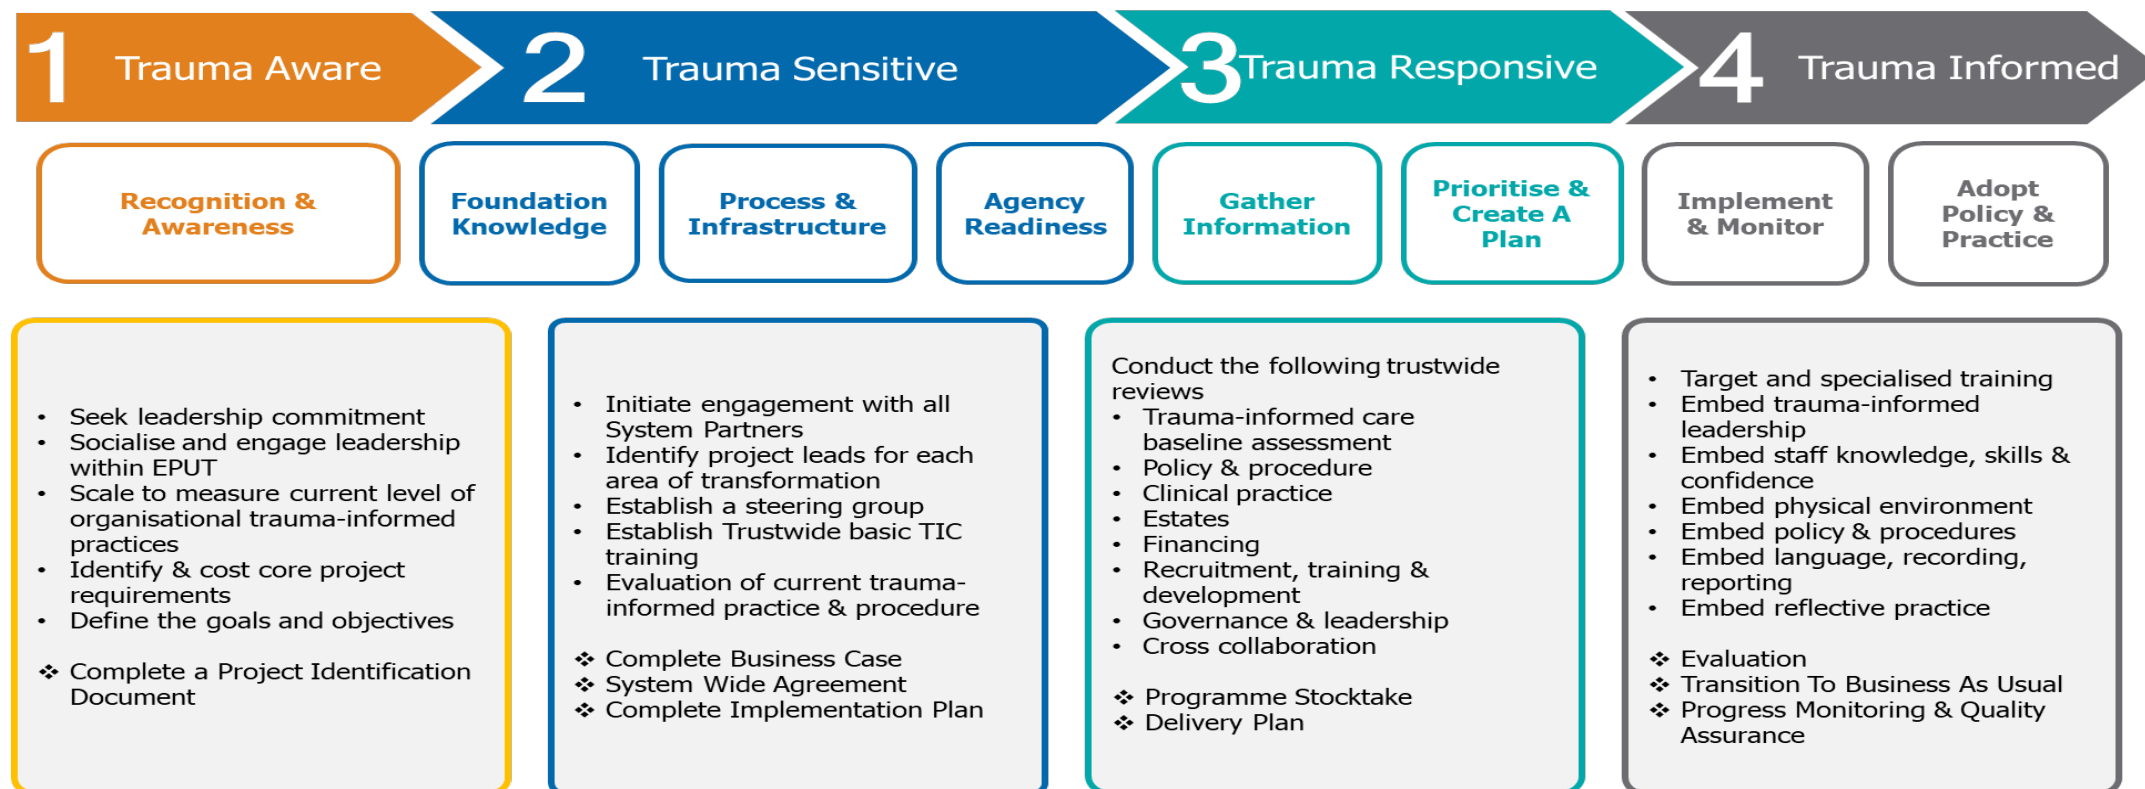 1 Trauma Aware
2 Trauma Sensitive
3 Trauma Responsive
4 Trauma Informed
Recognition &
Awareness
Foundation
Knowledge
Process &
Infrastructure
Agency
Readiness
Gather
Information
Prioritise &
Create A
Plan
Implement
& Monitor
Adopt
Policy &
Practice
• Seek leadership commitment
• Socialise and engage leadership
within EPUT
• Scale to measure current level of
organisational trauma-informed
practices
• Identify & cost core project
requirements
• Define the goals and objectives
❖ Complete a Project Identification
Document
• Initiate engagement with all
System Partners
• Identify project leads for each
area of transformation
• Establish a steering group
• Establish Trustwide basic TIC
training
• Evaluation of current trauma-
informed practice & procedure
❖ Complete Business Case
❖ System Wide Agreement
❖ Complete Implementation Plan
Conduct the following trustwide
reviews
• Trauma-informed care
baseline assessment
• Policy & procedure
• Clinical practice
• Estates
• Financing
• Recruitment, training &
development
• Governance & leadership
• Cross collaboration
❖ Programme Stocktake
❖ Delivery Plan
• Target and specialised training
• Embed trauma-informed
leadership
• Embed staff knowledge, skills &
confidence
• Embed physical environment
• Embed policy & procedures
• Embed language, recording,
reporting
• Embed reflective practice
❖ Evaluation
❖ Transition To Business As Usual
❖ Progress Monitoring & Quality
Assurance